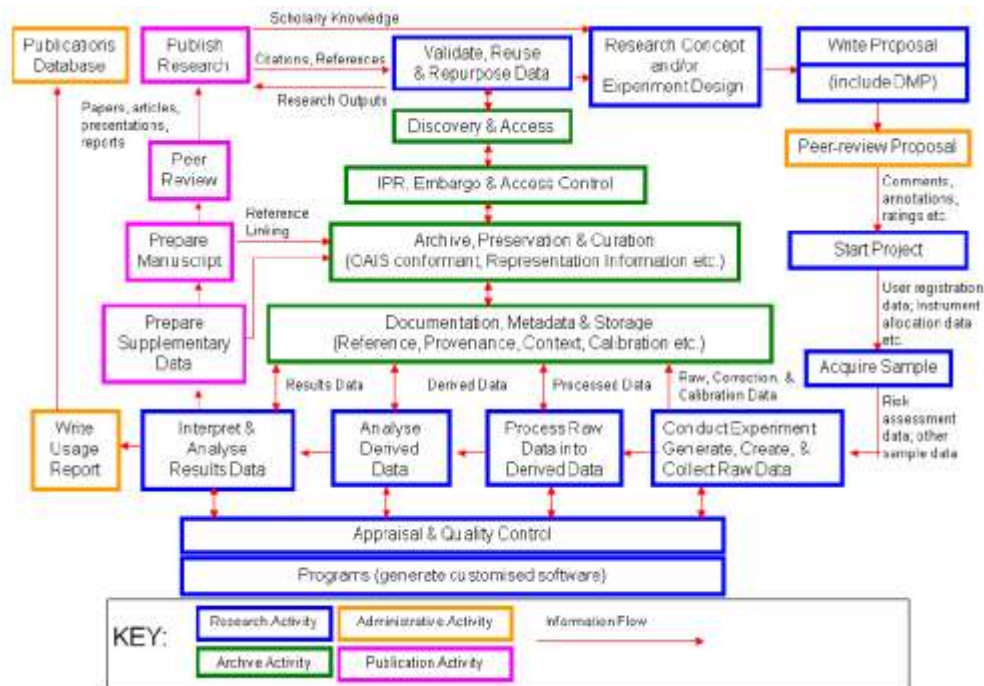 Publications
Database
Publish
Research
Scholarly Knowledge
Citations, References
Research Outputs
Validate, Reuse
& Repurpose Data
Research Concept
and/or
Experiment Design
Write Proposal
(include DMP)
Papers, articles,
presentations,
reports
Discovery & Access
Peer-review Proposal
Peer
Review
IPR, Embargo & Access Control
Comments,
annotations,
ratings etc.
Reference
Linking
Prepare
Manuscript
Archive, Preservation & Curation
(OAIS conformant, Representation Information etc.)
Start Project
Prepare
Supplementary
Data
Documentation, Metadata & Storage
(Reference, Provenance, Context, Calibration etc.)
User registration
data; instrument
allocation data
etc.
Acquire Sample
Results Data
Derived Data
Processed Data
Raw, Correction, &
Calibration Data
Write
Usage
Report
Interpret &
Analyse
Results Data
Analyse
Derived
Data
Process Raw
Data into
Derived Data
Conduct Experiment
Generate, Create, &
Collect Raw Data
Risk
assessment
data; other
sample data
Appraisal & Quality Control
Programs (generate customised software)
KEY:
Research Activity
Administrative Activity
Information Flow
Archive Activity
Publication Activity